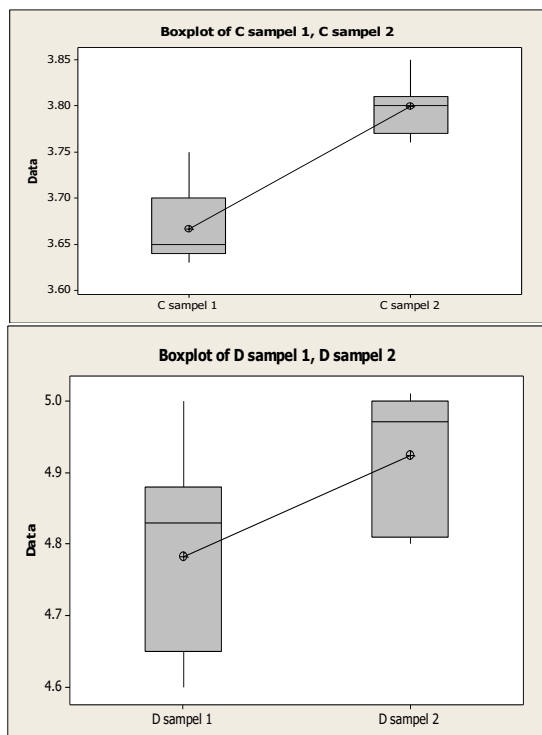 Boxplot of C sampel 1, C sampel 2
3.85
3.80
3.75
3.70
3.65
3.60
Data
C sampel 1 C sampel 2
Boxplot of D sampel 1, D sampel 2
5.0
4.9
4.8
4.7
4.6
Data
D sampel 1 D sampel 2